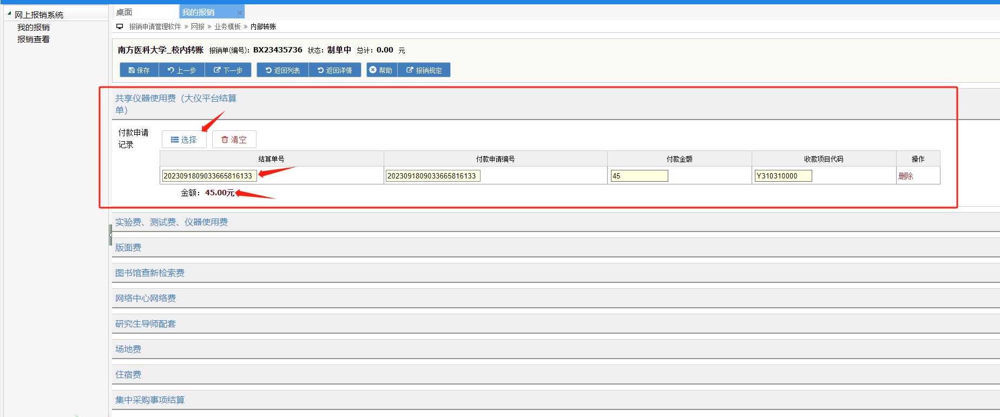 桌面 我的报销 ×
网上报销系统
我的报销
报销查看
报销申请管理软件 » 网报 » 业务模板 » 内部转账
南方医科大学_校内转账 报销单(编号): BX23435736 状态: 制单中 总计: 0.00 元
保存 上一步 下一步 返回列表 返回详情 帮助 报销规定
共享仪器使用费（大仪平台结算
单）
付款申请
记录
选择 清空
结算单号 付款申请编号 付款金额 收款项目代码 操作
2023091809033665816133 2023091809033665816133 45 Y310310000 删除
金额: 45.00元
实验费、测试费、仪器使用费
版面费
图书馆查新检索费
网络中心网络费
研究生导师配套
场地费
住宿费
集中采购事项结算